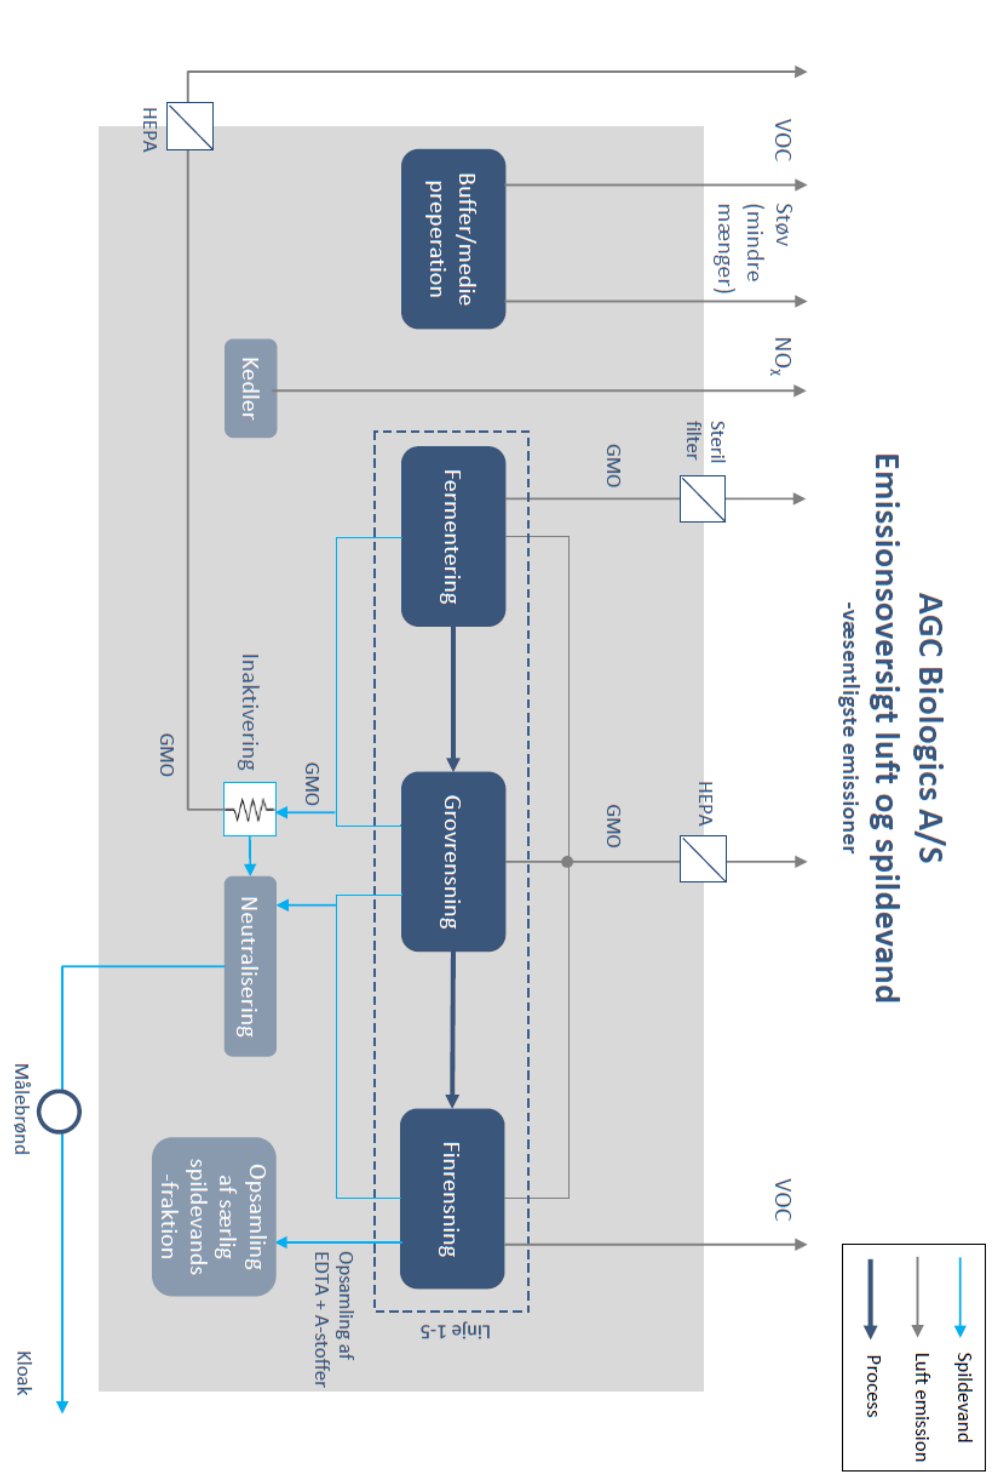 AGC Biologics A/S
Emissionsoversigt luft og spildevand
-væsentligste emissioner
Spildevand
Luft emission
Process
VOC
Støv
(mindre
mænger)
NOχ
Steril
filter
HEPA
VOC
GMO
GMO
Buffer/medie
preperation
Fermentering
Grovrensning
Finrensning
Linje 1-5
Kedler
Inaktivering
GMO
Neutralisering
Opsamling af
EDTA + A-stoffer
Opsamling
af særlig
spildevands
-fraktion
HEPA
GMO
Målebrønd
Kloak